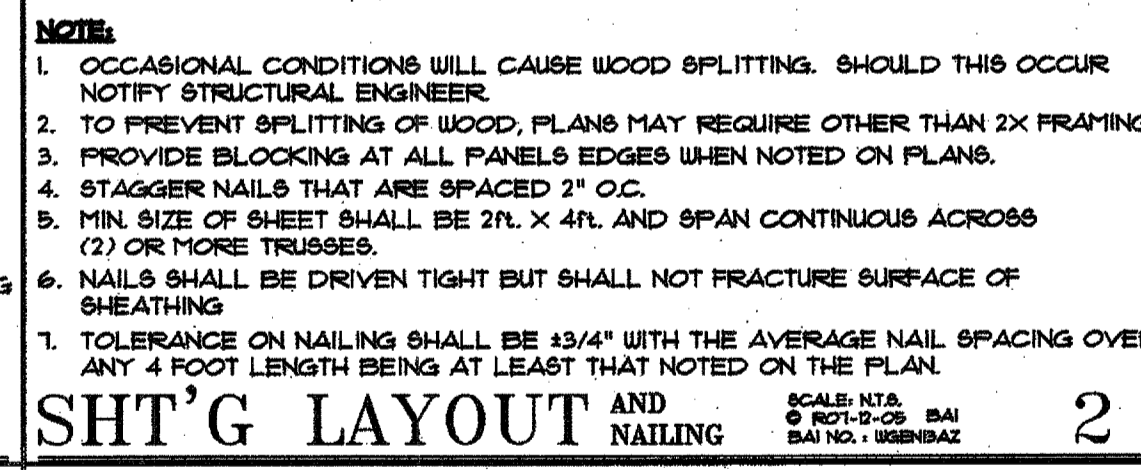 NOTE:
1. OCCASIONAL CONDITIONS WILL CAUSE WOOD SPLITTING. SHOULD THIS OCCUR
NOTIFY STRUCTURAL ENGINEER.
2. TO PREVENT SPLITTING OF WOOD, PLANS MAY REQUIRE OTHER THAN 2X FRAMING
3. PROVIDE BLOCKING AT ALL PANELS EDGES WHEN NOTED ON PLANS.
4. STAGGER NAILS THAT ARE SPACED 2" O.C.
5. MIN. SIZE OF SHEET SHALL BE 2ft. X 4ft. AND SPAN CONTINUOUS ACROSS
(2) OR MORE TRUSSES.
6. NAILS SHALL BE DRIVEN TIGHT BUT SHALL NOT FRACTURE SURFACE OF
SHEATHING
7. TOLERANCE ON NAILING SHALL BE ±3/4" WITH THE AVERAGE NAIL SPACING OVER
ANY 4 FOOT LENGTH BEING AT LEAST THAT NOTED ON THE PLAN.
SHT'G LAYOUT AND NAILING
SCALE: N.T.S.
© R07-12-05 BAI
BAI NO. :
2